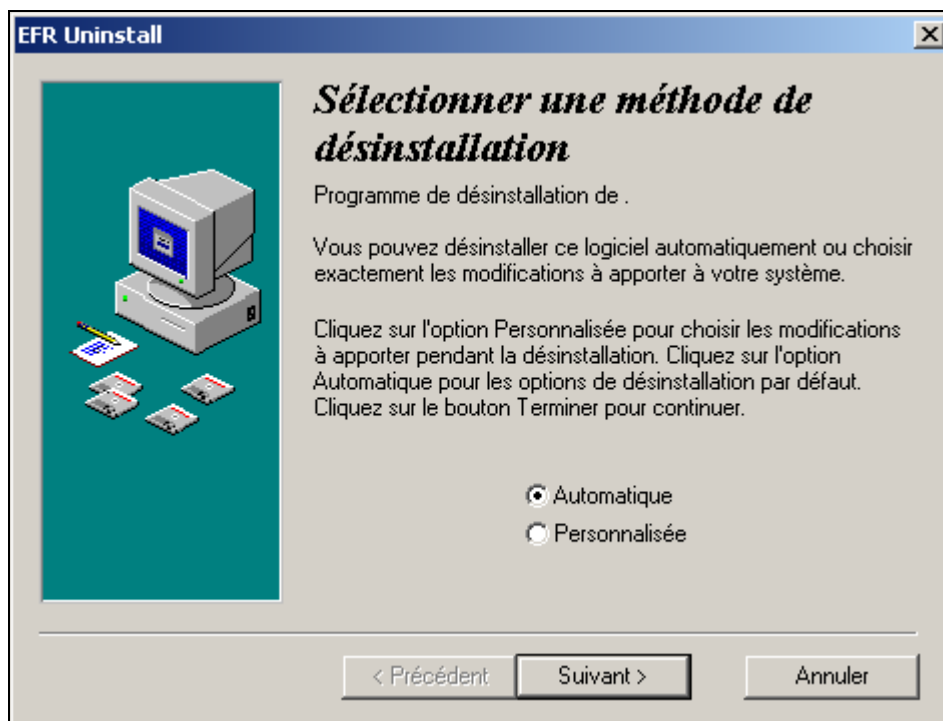 EFR Uninstall
Sélectionner une méthode de
désinstallation
Programme de désinstallation de .
Vous pouvez désinstaller ce logiciel automatiquement ou choisir
exactement les modifications à apporter à votre système.
Cliquez sur l'option Personnalisée pour choisir les modifications
à apporter pendant la désinstallation. Cliquez sur l'option
Automatique pour les options de désinstallation par défaut.
Cliquez sur le bouton Terminer pour continuer.
Automatique
Personnalisée
< Précédent
Suivant >
Annuler